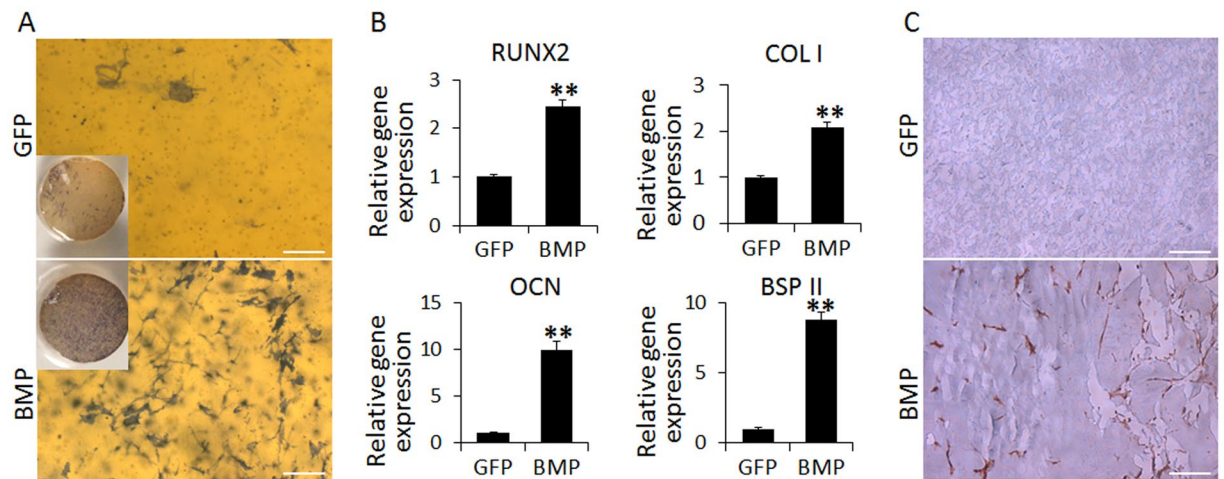 A
B
C
GFP
BMP
RUNX2
Relative gene
expression
3
2
1
0
GFP
BMP
**
COL I
Relative gene
expression
3
2
1
0
GFP
BMP
**
OCN
Relative gene
expression
15
10
5
0
GFP
BMP
**
BSP II
Relative gene
expression
10
5
0
GFP
BMP
**
GFP
BMP